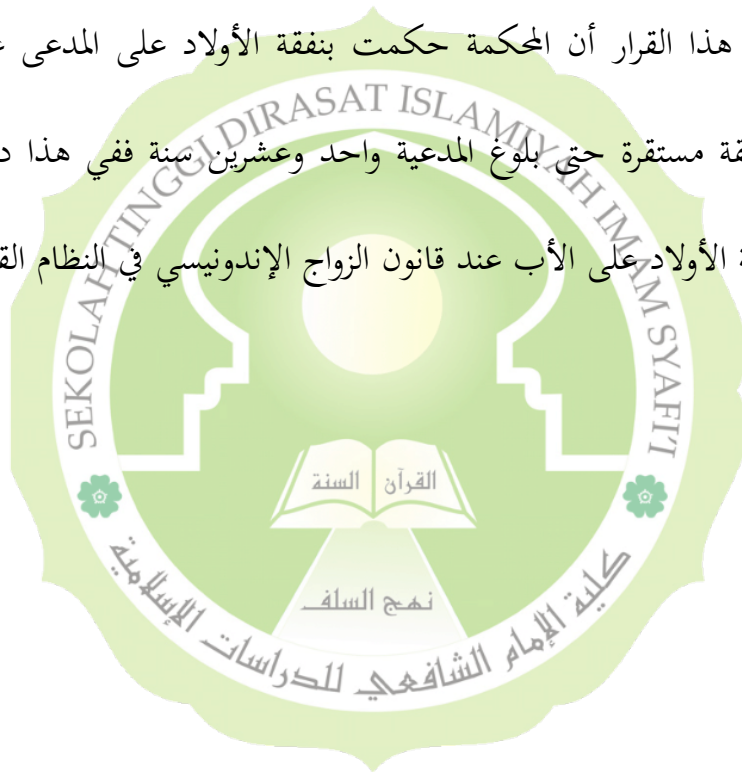 هذا القرار أن المحكمة حكمت بنفقة الأولاد على المدعى
مستقرة حتى بلوغ المدعية واحد وعشرين سنة ففي هذا
الأولاد على الأب عند قانون الزواج الإندونيسي في النظام
SEKOLAH TINGGI DIRASAT ISLAMIYAH IMAM SYAFI'I
القرآن السنة
نهج السلف
كلية الإمام الشافعي للدراسات الإسلامية